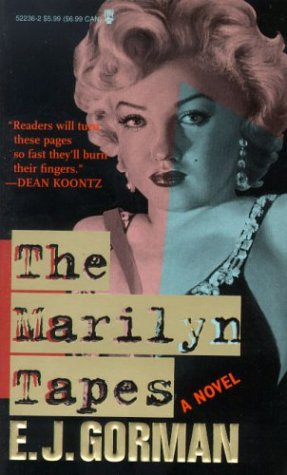 52236-2 $5.99 ($6.99 CAN)
"Readers will turn
these pages
so fast they'll burn
their fingers."
—DEAN KOONTZ
The
Marilyn
Tapes
A NOVEL
E. J. GORMAN